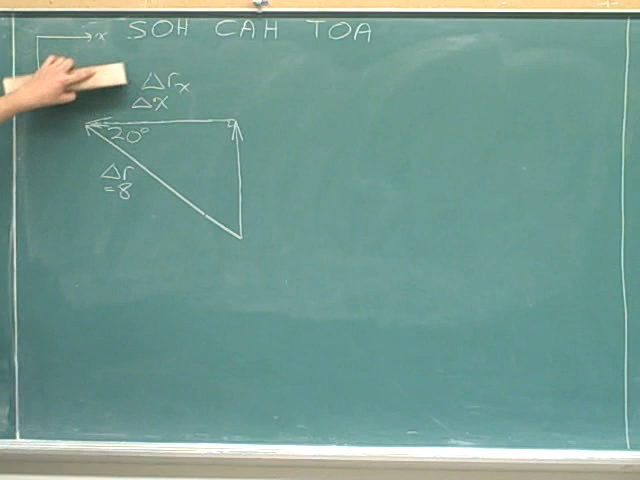 SOH CAH TOA
x
Δrx
Δx
20°
Δr
=8